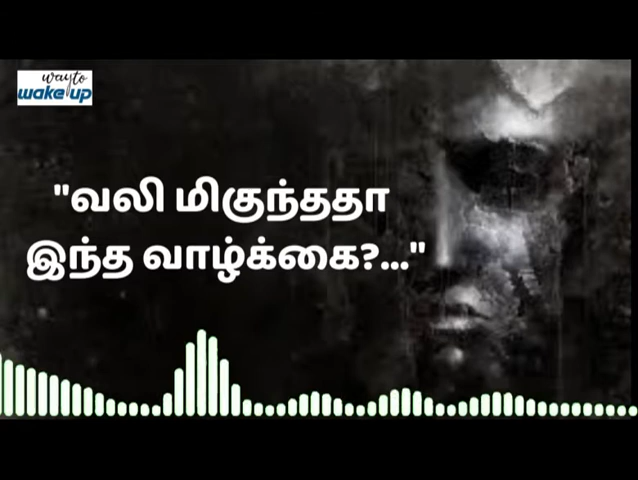 way to
wake up
"வலி மிகுந்ததா
இந்த வாழ்க்கை?..."